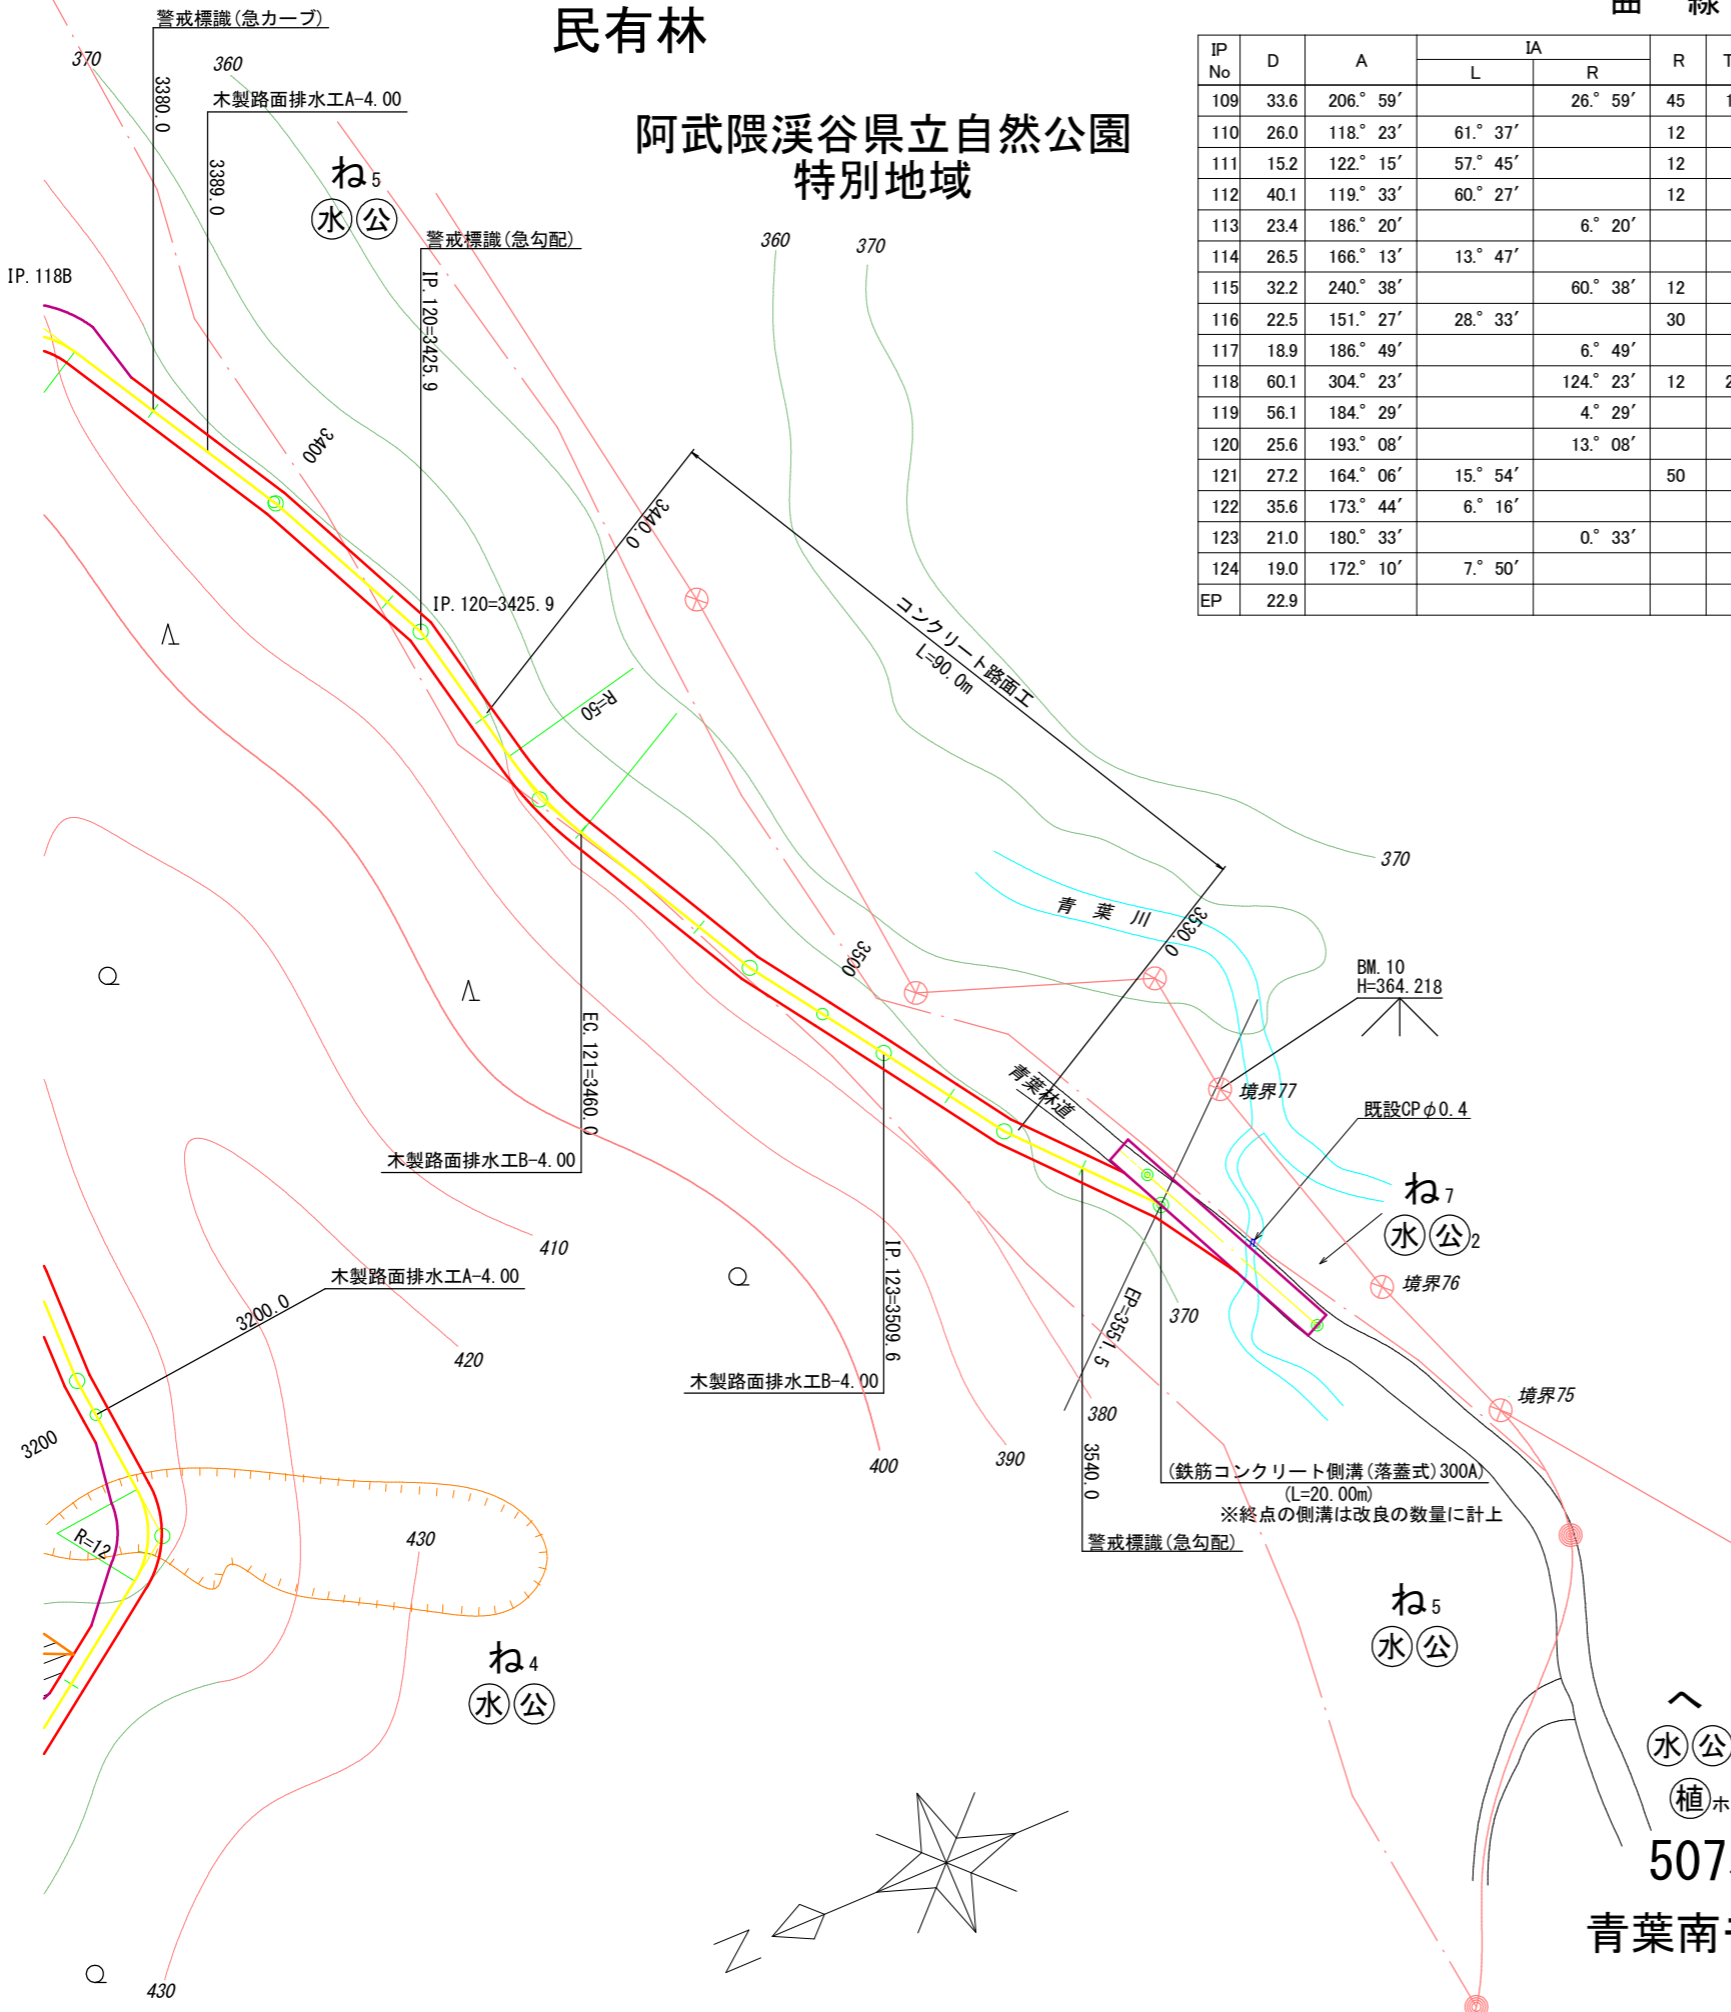 民有林
阿武隈渓谷県立自然公園
特別地域
警戒標識(急カーブ)
3380.0
370
360
木製路面排水工A-4.00
3389.0
ね5
水 公
IP.118B
警戒標識(急勾配)
IP.120=3425.9
360
370
3400
3440.0
IP.120=3425.9
コンクリート路面工
L=90.0m
R=50
370
青葉川
3530.0
3500
BM.10
H=364.218
境界77
青葉林道
既設CPφ0.4
EC.121=3460.0
木製路面排水工B-4.00
ね7
水 公2
410
木製路面排水工A-4.00
3200.0
IP.123=3509.6
境界76
370
EP=3551.5
420
木製路面排水工B-4.00
境界75
380
3200
400
390
3540.0
(鉄筋コンクリート側溝(落蓋式)300A)
(L=20.00m)
※終点の側溝は改良の数量に計上
警戒標識(急勾配)
R=12
430
ね5
水 公
ね4
水 公
へ
水 公
植ホ
507
青葉南
N
430
曲 線
IP No D A IA R T
L R
109 33.6 206.°59′ 26.°59′ 45 1
110 26.0 118.°23′ 61.°37′ 12
111 15.2 122.°15′ 57.°45′ 12
112 40.1 119.°33′ 60.°27′ 12
113 23.4 186.°20′ 6.°20′
114 26.5 166.°13′ 13.°47′
115 32.2 240.°38′ 60.°38′ 12
116 22.5 151.°27′ 28.°33′ 30
117 18.9 186.°49′ 6.°49′
118 60.1 304.°23′ 124.°23′ 12 2
119 56.1 184.°29′ 4.°29′
120 25.6 193.°08′ 13.°08′
121 27.2 164.°06′ 15.°54′ 50
122 35.6 173.°44′ 6.°16′
123 21.0 180.°33′ 0.°33′
124 19.0 172.°10′ 7.°50′
EP 22.9